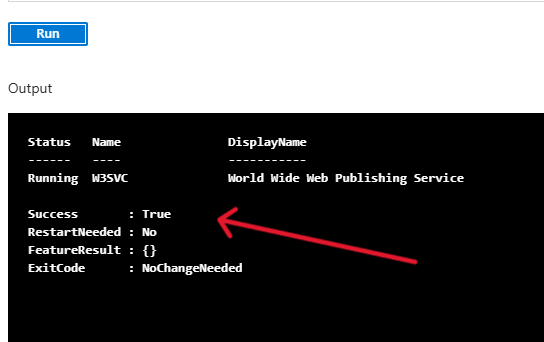 Run
Output
Status Name DisplayName
------ ---- -----------
Running W3SVC World Wide Web Publishing Service
Success : True
RestartNeeded : No
FeatureResult : {}
ExitCode : NoChangeNeeded